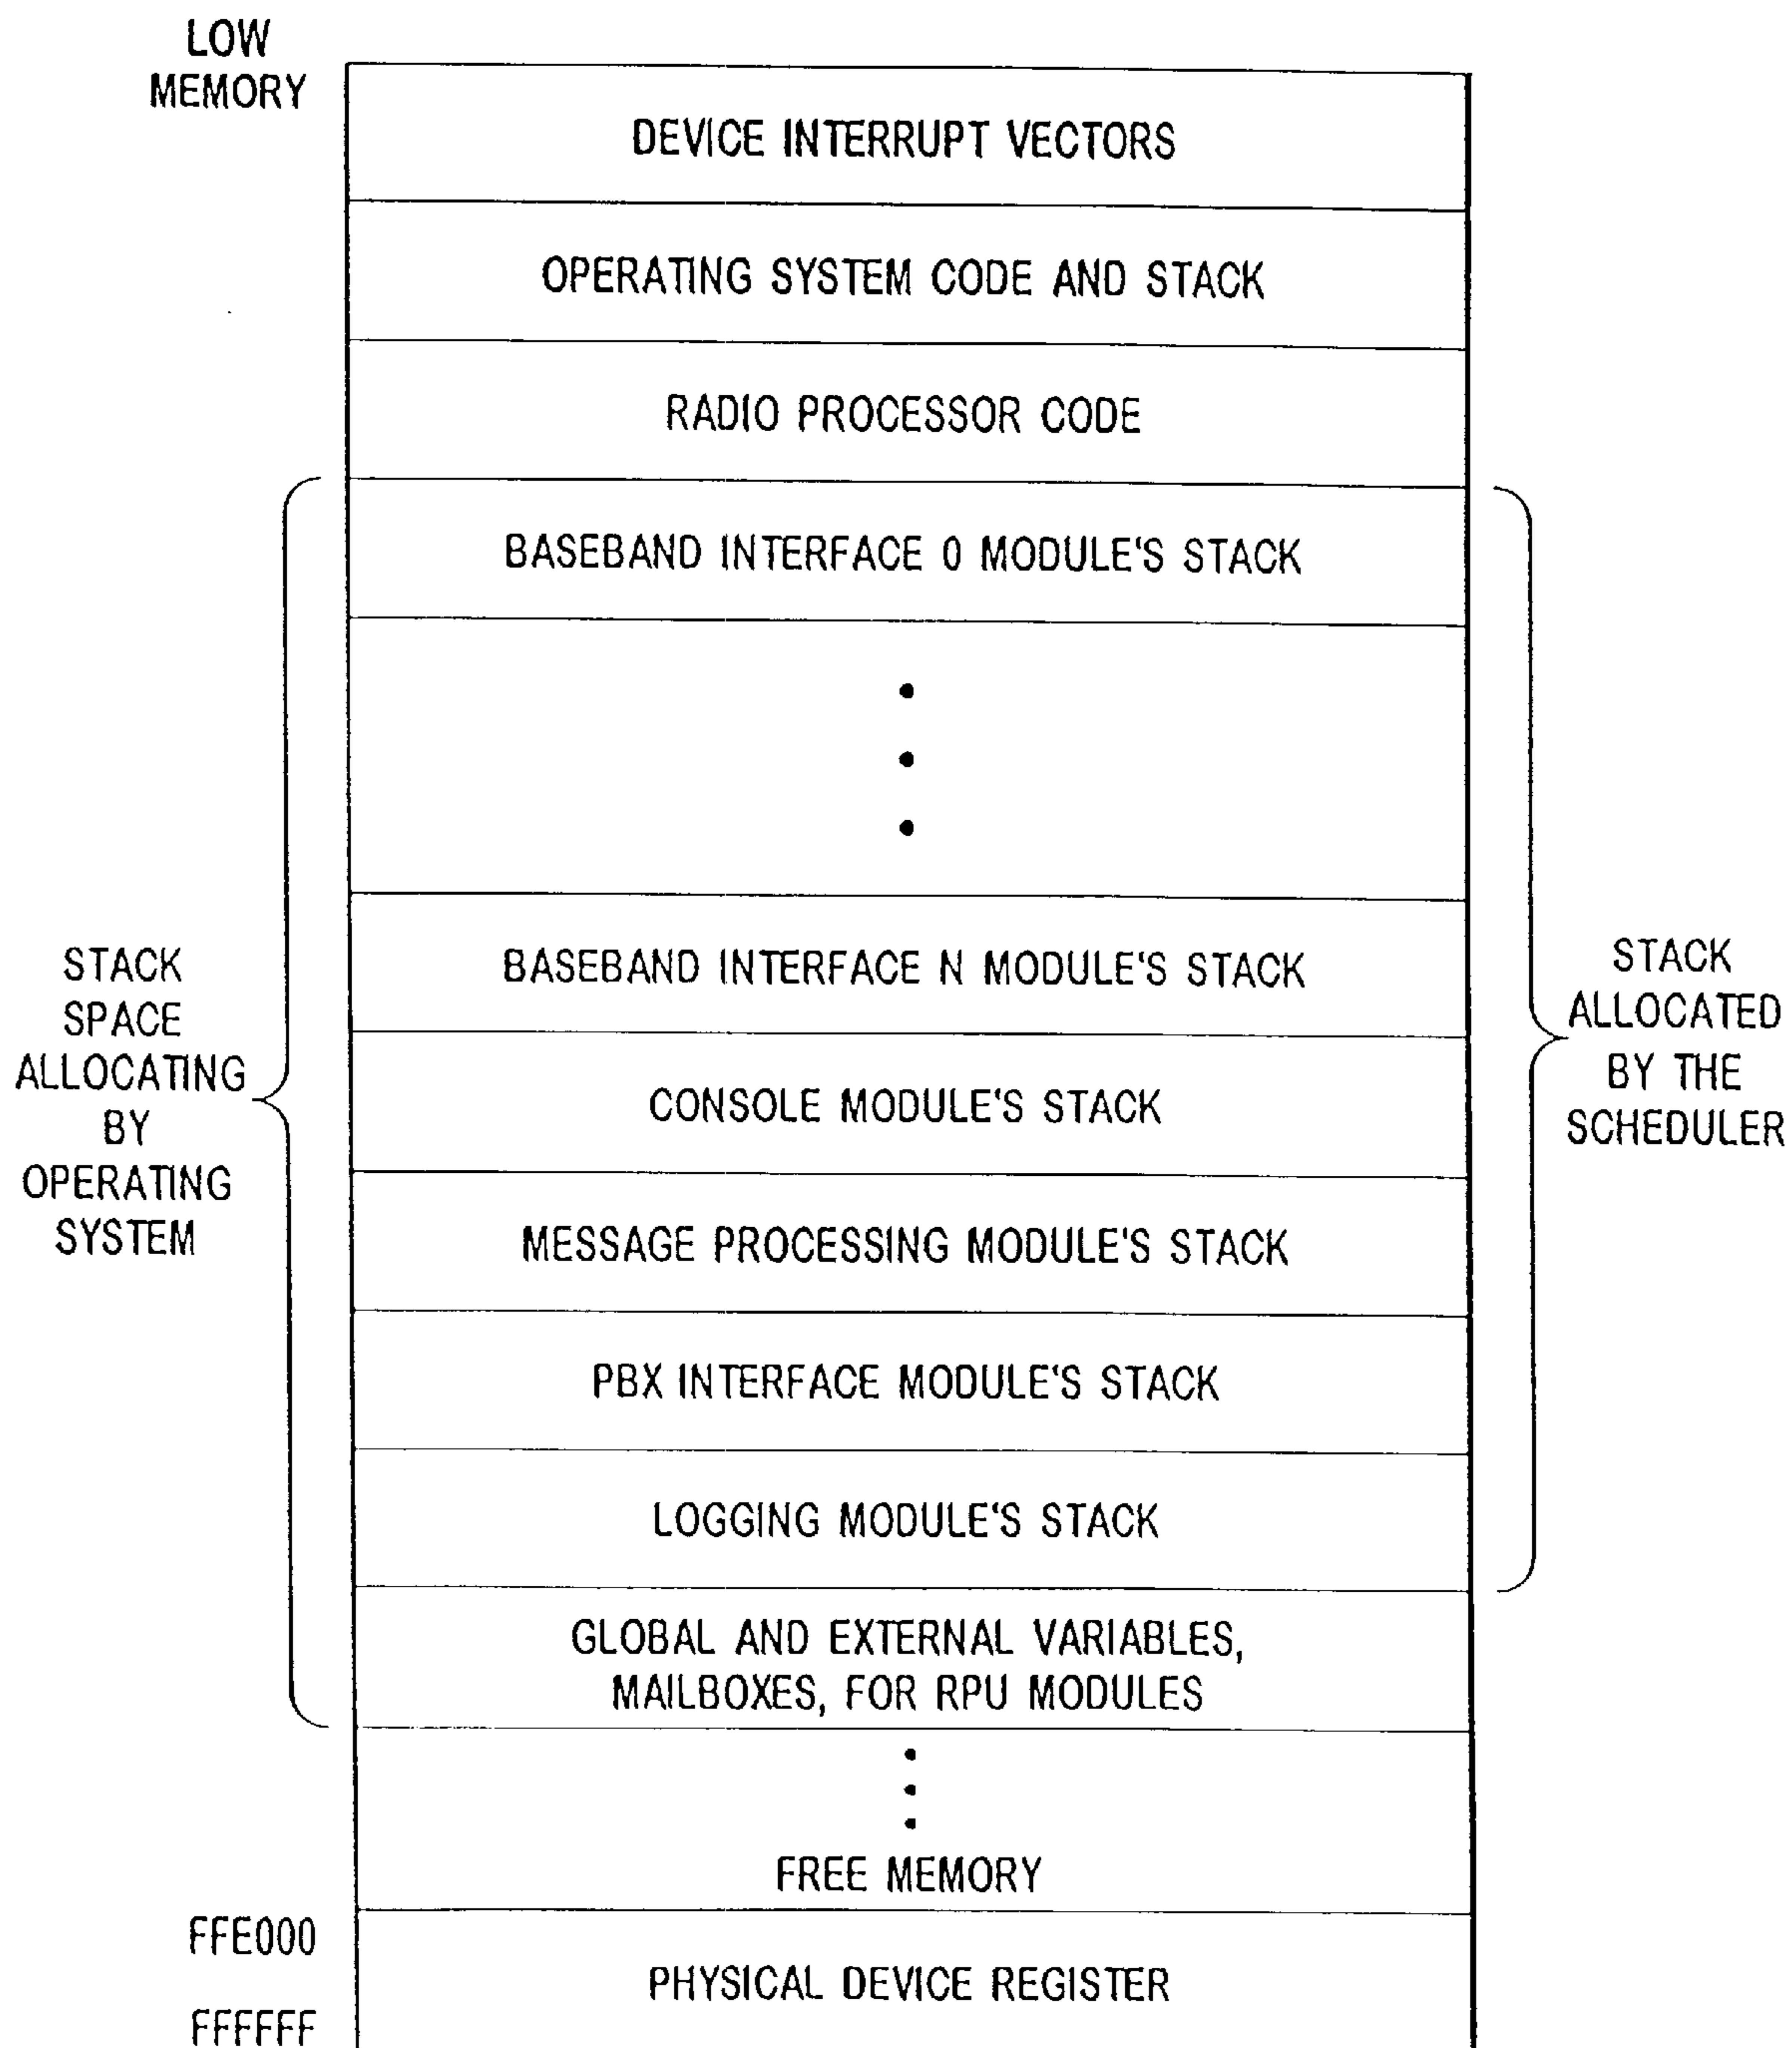 LOW
MEMORY
DEVICE INTERRUPT VECTORS
OPERATING SYSTEM CODE AND STACK
RADIO PROCESSOR CODE
BASEBAND INTERFACE 0 MODULE'S STACK
BASEBAND INTERFACE N MODULE'S STACK
CONSOLE MODULE'S STACK
MESSAGE PROCESSING MODULE'S STACK
PBX INTERFACE MODULE'S STACK
LOGGING MODULE'S STACK
GLOBAL AND EXTERNAL VARIABLES,
MAILBOXES, FOR RPU MODULES
FREE MEMORY
PHYSICAL DEVICE REGISTER
STACK
SPACE
ALLOCATING
BY
OPERATING
SYSTEM
STACK
ALLOCATED
BY THE
SCHEDULER
FFE000
FFFFFF